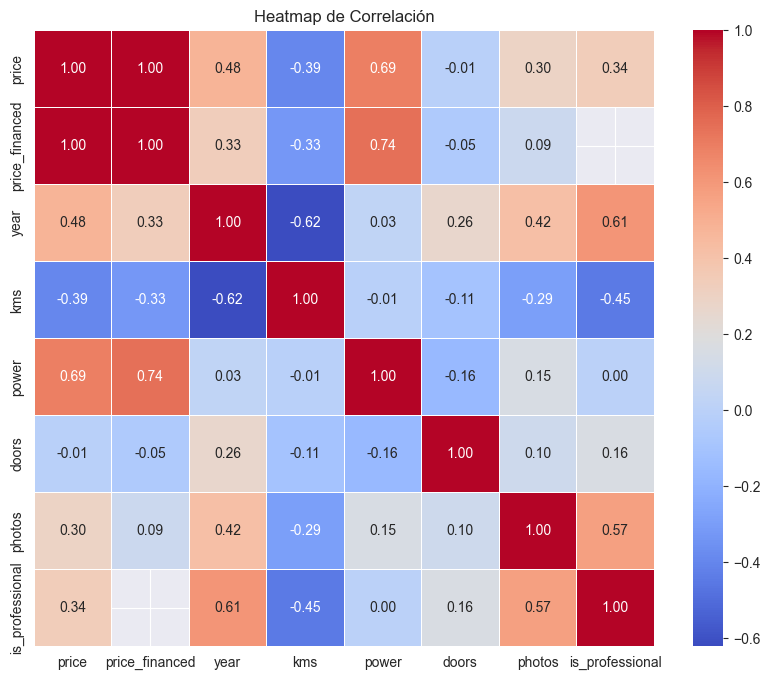 Heatmap de Correlación
price 1.00 1.00 0.48 -0.39 0.69 -0.01 0.30 0.34
price_financed 1.00 1.00 0.33 -0.33 0.74 -0.05 0.09
year 0.48 0.33 1.00 -0.62 0.03 0.26 0.42 0.61
kms -0.39 -0.33 -0.62 1.00 -0.01 -0.11 -0.29 -0.45
power 0.69 0.74 0.03 -0.01 1.00 -0.16 0.15 0.00
doors -0.01 -0.05 0.26 -0.11 -0.16 1.00 0.10 0.16
photos 0.30 0.09 0.42 -0.29 0.15 0.10 1.00 0.57
is_professional 0.34 0.61 -0.45 0.00 0.16 0.57 1.00
price price_financed year kms power doors photos is_professional
1.0
0.8
0.6
0.4
0.2
0.0
−0.2
−0.4
−0.6